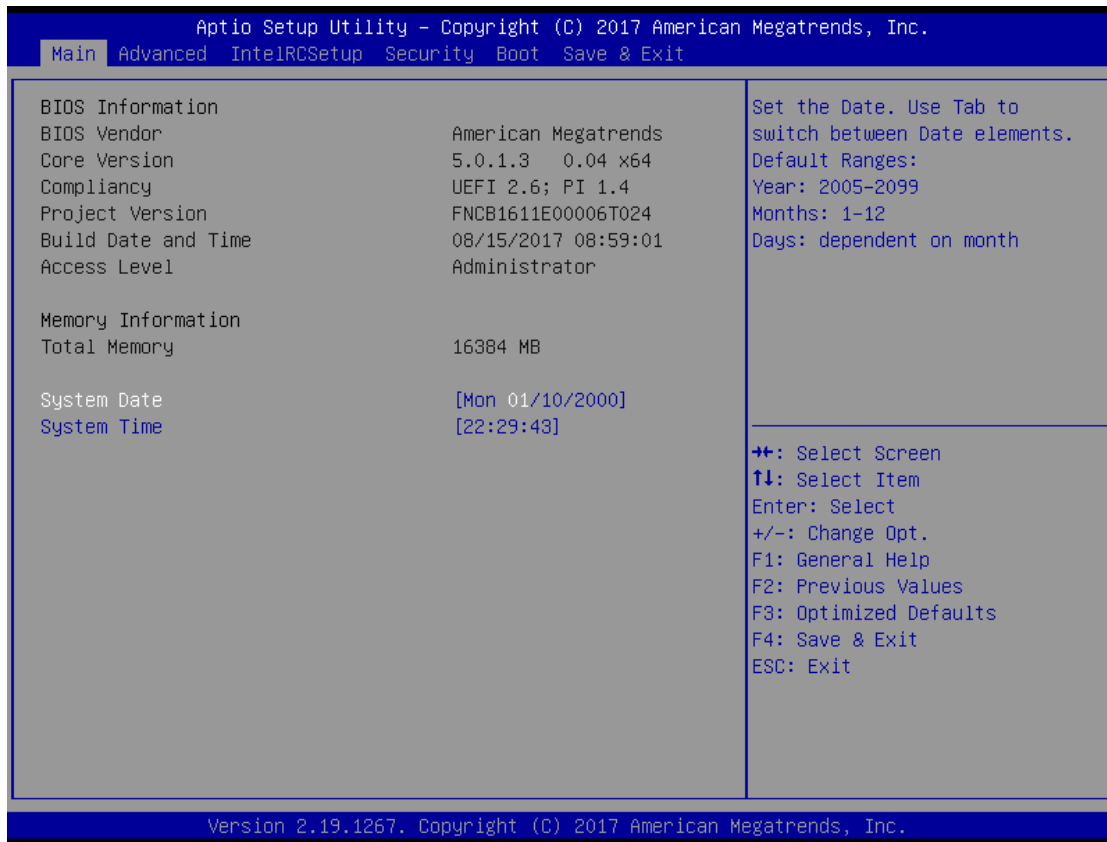 Aptio Setup Utility – Copyright (C) 2017 American Megatrends, Inc.
Main Advanced IntelRCSetup Security Boot Save & Exit
BIOS Information
BIOS Vendor American Megatrends
Core Version 5.0.1.3 0.04 x64
Compliancy UEFI 2.6; PI 1.4
Project Version FNCB1611E00006T024
Build Date and Time 08/15/2017 08:59:01
Access Level Administrator
Memory Information
Total Memory 16384 MB
System Date [Mon 01/10/2000]
System Time [22:29:43]
Set the Date. Use Tab to
switch between Date elements.
Default Ranges:
Year: 2005-2099
Months: 1-12
Days: dependent on month
→←: Select Screen
↑↓: Select Item
Enter: Select
+/-: Change Opt.
F1: General Help
F2: Previous Values
F3: Optimized Defaults
F4: Save & Exit
ESC: Exit
Version 2.19.1267. Copyright (C) 2017 American Megatrends, Inc.